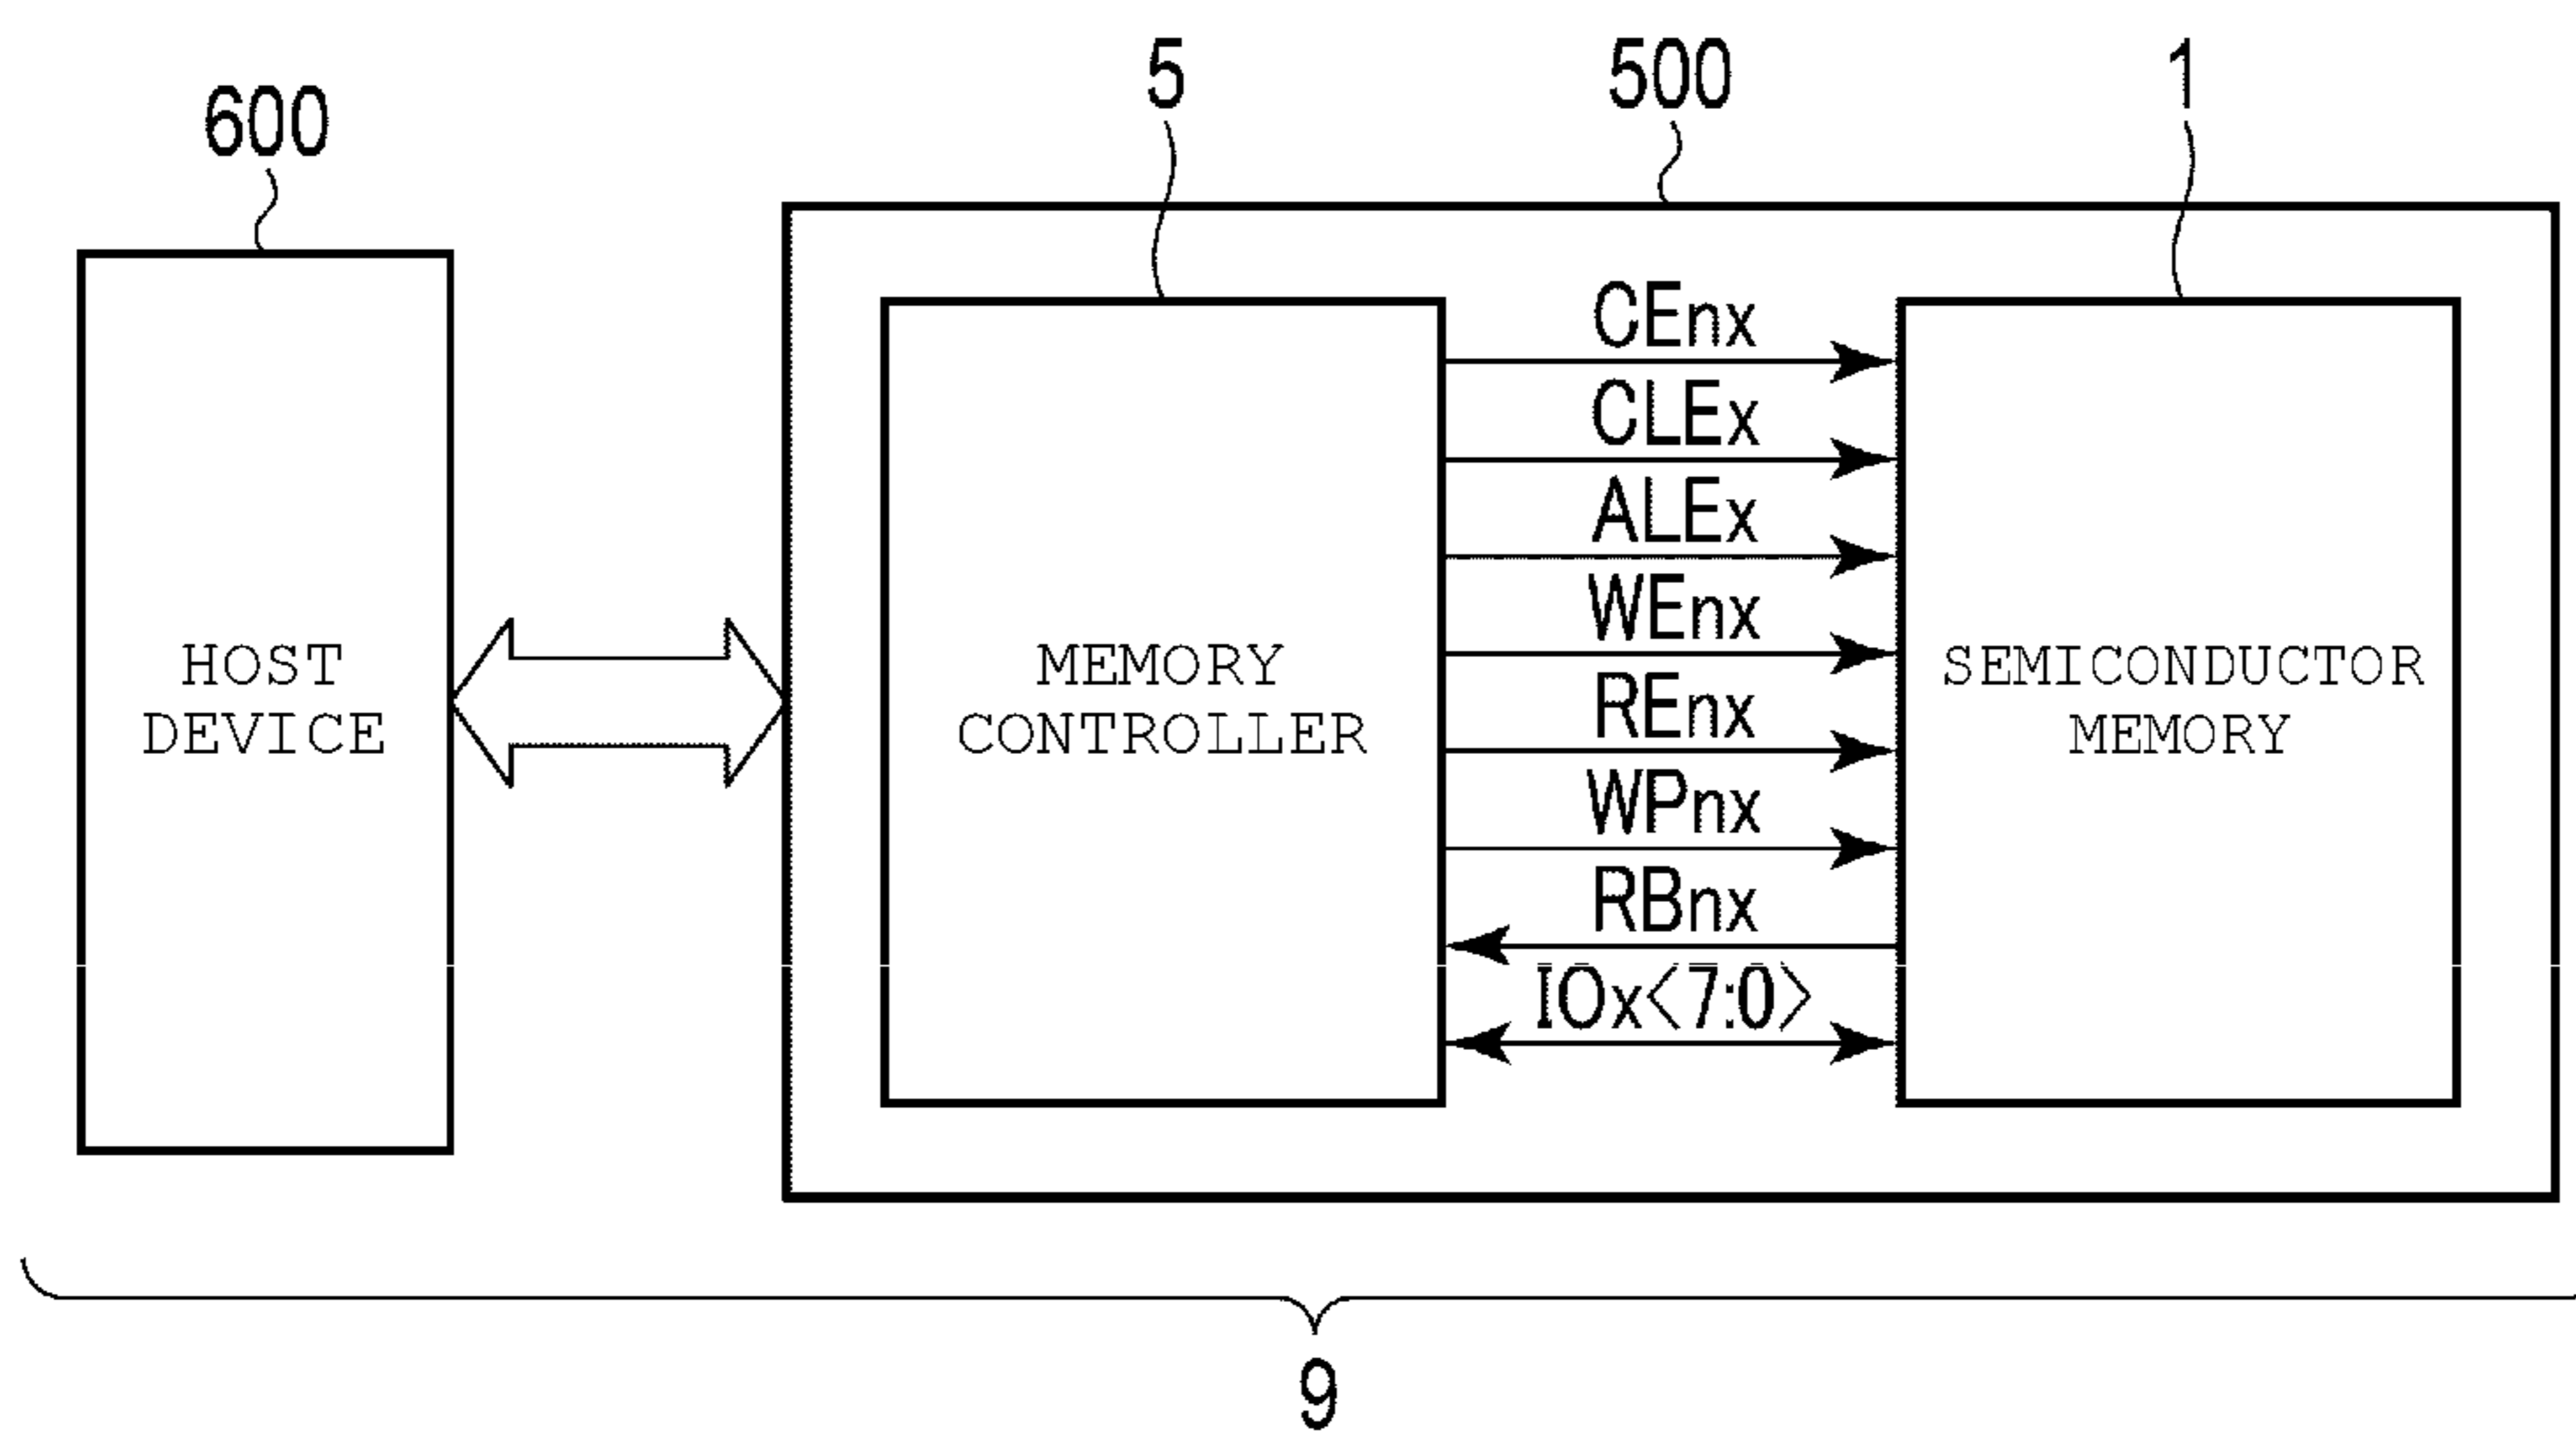 600
5
500
1
HOST
DEVICE
MEMORY
CONTROLLER
CEnx
CLEx
ALEx
WEnx
REnx
WPnx
RBnx
IOx<7:0>
SEMICONDUCTOR
MEMORY
9